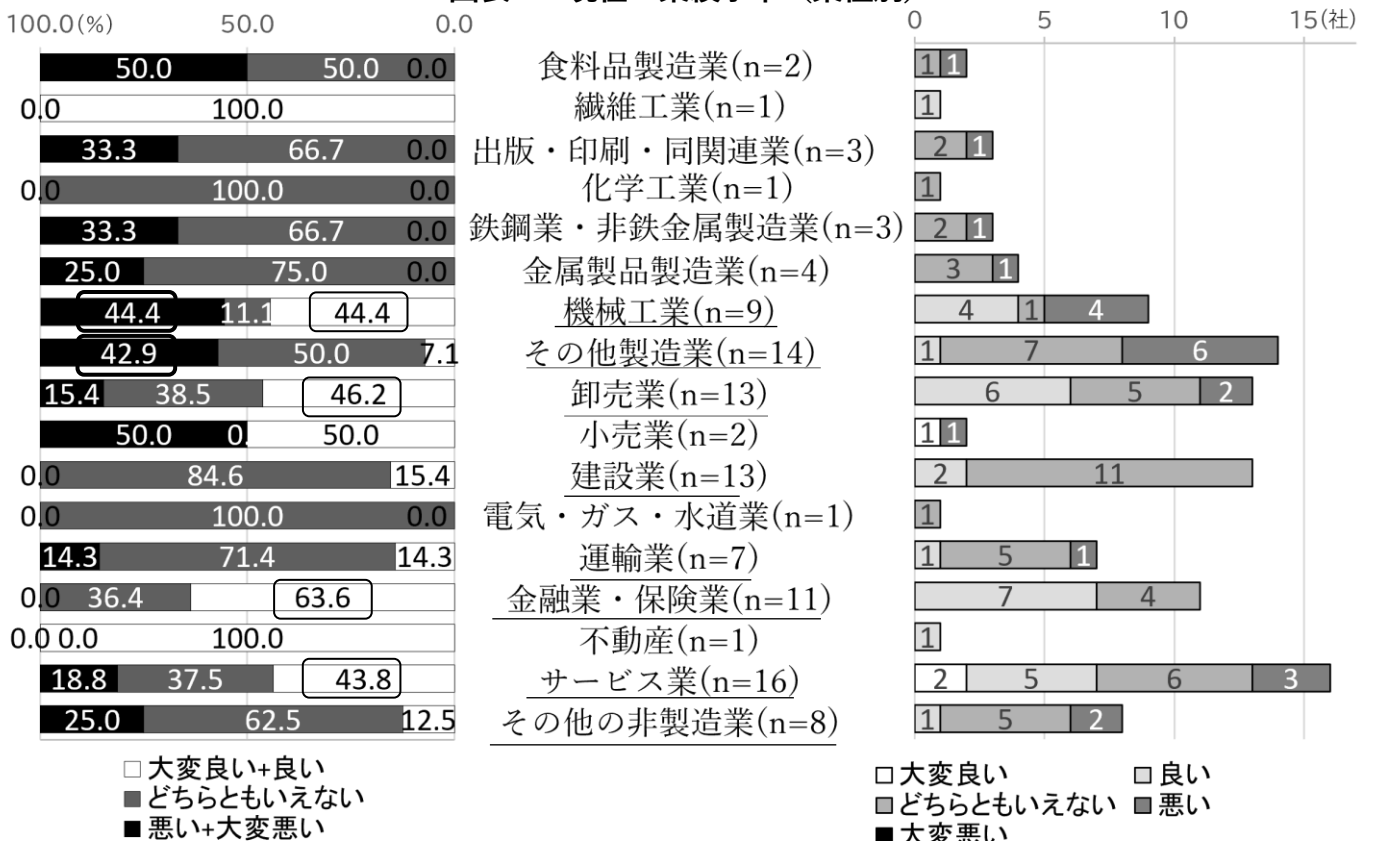 100.0(%) 50.0 0.0 0 5 10 15(社)
50.0 50.0 0.0 食料品製造業(n=2) 1 1
0.0 100.0 繊維工業(n=1) 1
33.3 66.7 0.0 出版・印刷・同関連業(n=3) 2 1
0.0 100.0 0.0 化学工業(n=1) 1
33.3 66.7 0.0 鉄鋼業・非鉄金属製造業(n=3) 2 1
25.0 75.0 0.0 金属製品製造業(n=4) 3 1
44.4 11.1 44.4 機械工業(n=9) 4 1 4
42.9 50.0 7.1 その他製造業(n=14) 1 7 6
15.4 38.5 46.2 卸売業(n=13) 6 5 2
50.0 0. 50.0 小売業(n=2) 1 1
0.0 84.6 15.4 建設業(n=13) 2 11
0.0 100.0 0.0 電気・ガス・水道業(n=1) 1
14.3 71.4 14.3 運輸業(n=7) 1 5 1
0.0 36.4 63.6 金融業・保険業(n=11) 7 4
0.0 0.0 100.0 不動産(n=1) 1
18.8 37.5 43.8 サービス業(n=16) 2 5 6 3
25.0 62.5 12.5 その他の非製造業(n=8) 1 5 2
大変良い+良い
どちらともいえない
悪い+大変悪い
大変良い 良い
どちらともいえない 悪い
大変悪い